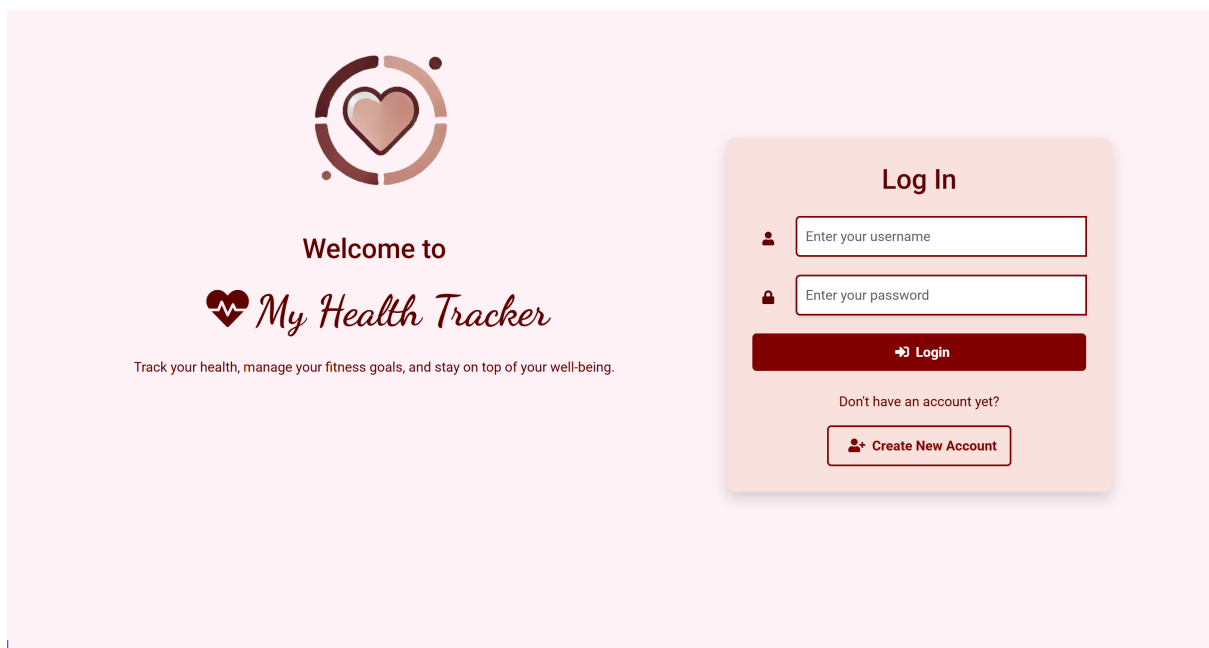 Welcome to
My Health Tracker
Track your health, manage your fitness goals, and stay on top of your well-being.
Log In
Enter your username
Enter your password
Login
Don't have an account yet?
Create New Account